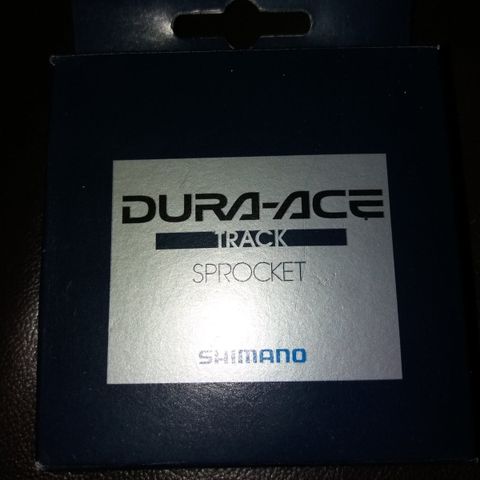 DURA-ACE
TRACK
SPROCKET
SHIMANO